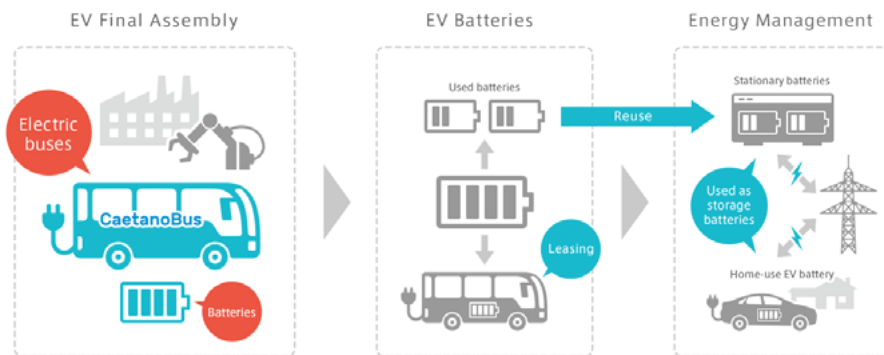 EV Final Assembly
EV Batteries
Energy Management
Electric
buses
CaetanoBus
Batteries
Used batteries
Leasing
Reuse
Stationary batteries
Used as
storage
batteries
Home-use EV battery